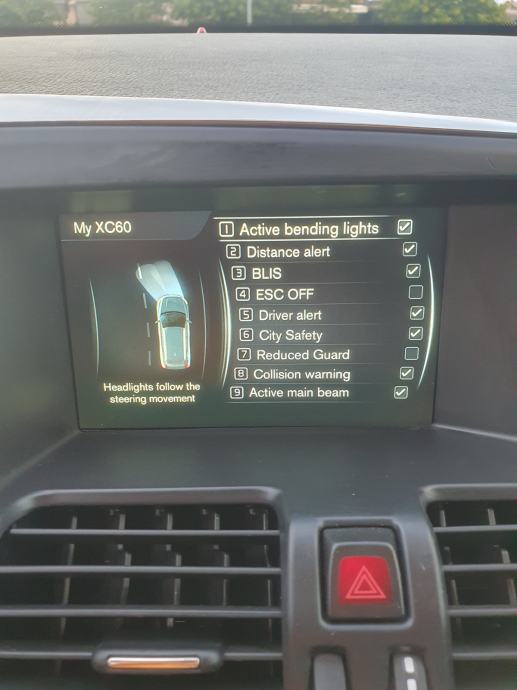 My XC60
1 Active bending lights
2 Distance alert
3 BLIS
4 ESC OFF
5 Driver alert
6 City Safety
7 Reduced Guard
8 Collision warning
9 Active main beam
Headlights follow the
steering movement